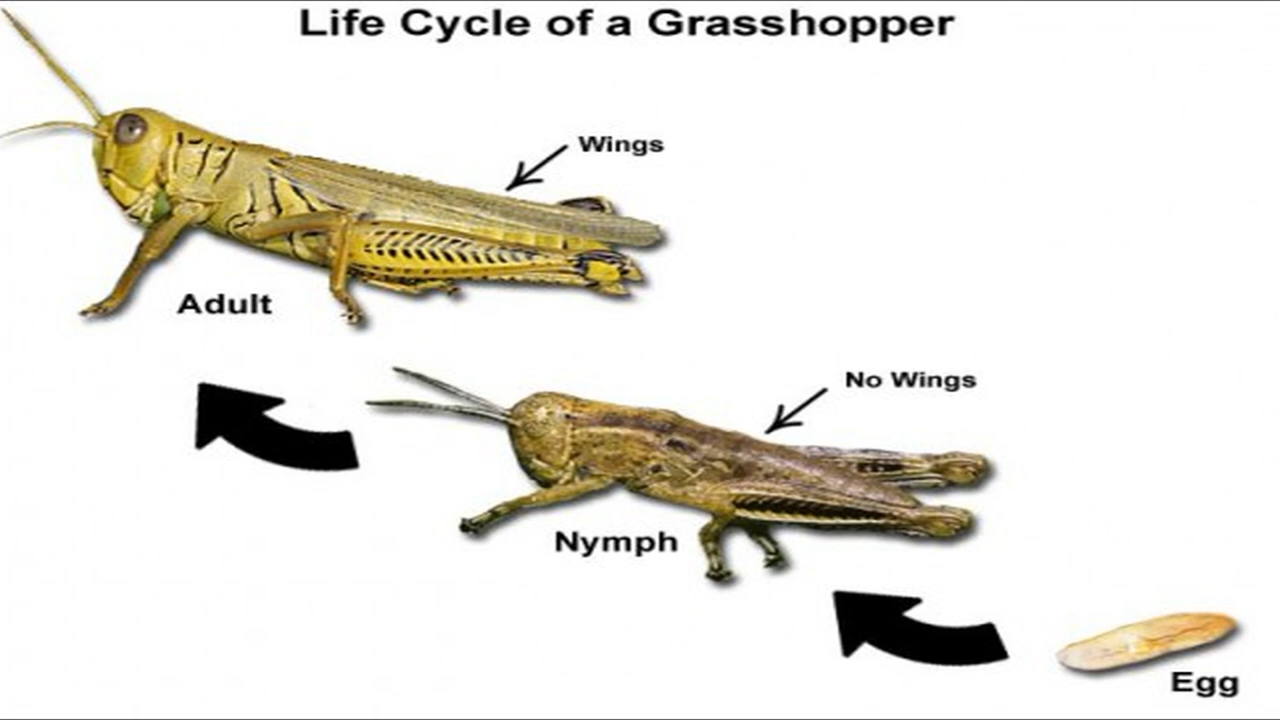 Life Cycle of a Grasshopper
Wings
Adult
No Wings
Nymph
Egg